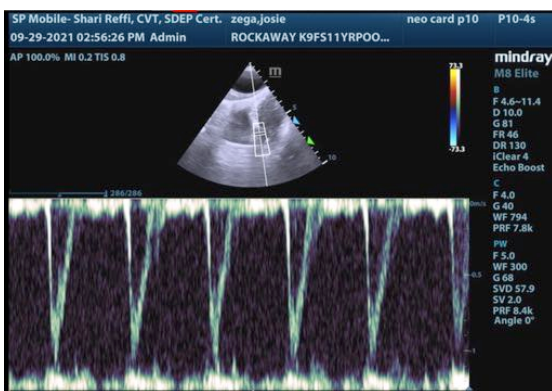 SP Mobile- Shari Reffi, CVT, SDEP Cert. zega,josie neo card p10 P10-4s
09-29-2021 02:56:26 PM Admin ROCKAWAY K9FS11YRPOO...
AP 100.0% MI 0.2 TIS 0.8
m
mindray
M8 Elite
73.3
-73.3
5
10
B
F 4.6~11.4
D 10.0
G 81
FR 46
DR 130
iClear 4
Echo Boost
C
F 4.0
G 40
WF 794
PRF 7.8k
PW
F 5.0
WF 300
G 68
SVD 57.9
SV 2.0
PRF 8.4k
Angle 0°
286/286
0m/s
-0.5
-1